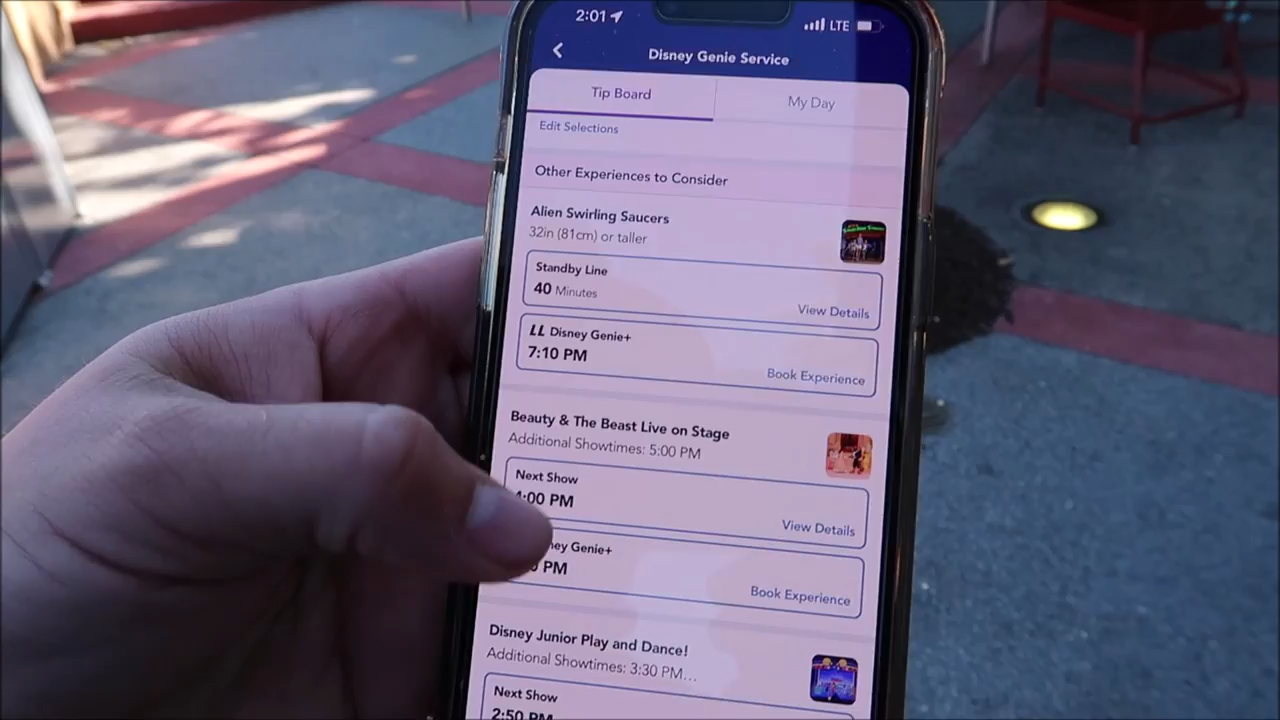 2:01
LTE
Disney Genie Service
Tip Board
My Day
Edit Selections
Other Experiences to Consider
Alien Swirling Saucers
32in (81cm) or taller
Standby Line
40 Minutes
View Details
LL Disney Genie+
7:10 PM
Book Experience
Beauty & The Beast Live on Stage
Additional Showtimes: 5:00 PM
Next Show
:00 PM
View Details
Genie+
PM
Book Experience
Disney Junior Play and Dance!
Additional Showtimes: 3:30 PM...
Next Show
2:50 PM